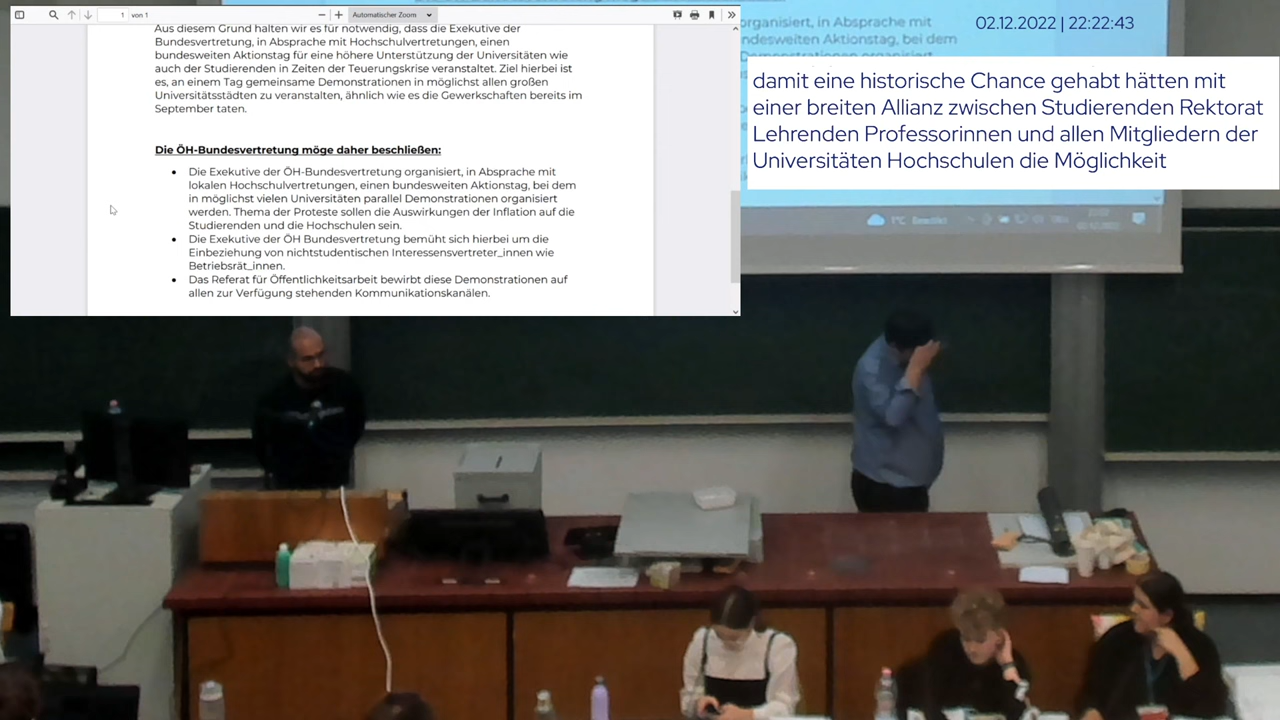 1 von 1
Automatischer Zoom
Aus diesem Grund halten wir es für notwendig, dass die Exekutive der
Bundesvertretung, in Absprache mit Hochschulvertretungen, einen
bundesweiten Aktionstag für eine höhere Unterstützung der Universitäten wie
auch der Studierenden in Zeiten der Teuerungskrise veranstaltet. Ziel hierbei ist
es, an einem Tag gemeinsame Demonstrationen in möglichst allen großen
Universitätsstädten zu veranstalten, ähnlich wie es die Gewerkschaften bereits im
September taten.
Die ÖH-Bundesvertretung möge daher beschließen:
Die Exekutive der ÖH-Bundesvertretung organisiert, in Absprache mit
lokalen Hochschulvertretungen, einen bundesweiten Aktionstag, bei dem
in möglichst vielen Universitäten parallel Demonstrationen organisiert
werden. Thema der Proteste sollen die Auswirkungen der Inflation auf die
Studierenden und die Hochschulen sein.
Die Exekutive der ÖH Bundesvertretung bemüht sich hierbei um die
Einbeziehung von nichtstudentischen Interessensvertreter_innen wie
Betriebsrät_innen.
Das Referat für Öffentlichkeitsarbeit bewirbt diese Demonstrationen auf
allen zur Verfügung stehenden Kommunikationskanälen.
organisiert, in Absprache mit
ndesweiten Aktionstag, bei dem
02.12.2022 | 22:22:43
damit eine historische Chance gehabt hätten mit
einer breiten Allianz zwischen Studierenden Rektorat
Lehrenden Professorinnen und allen Mitgliedern der
Universitäten Hochschulen die Möglichkeit
1°C